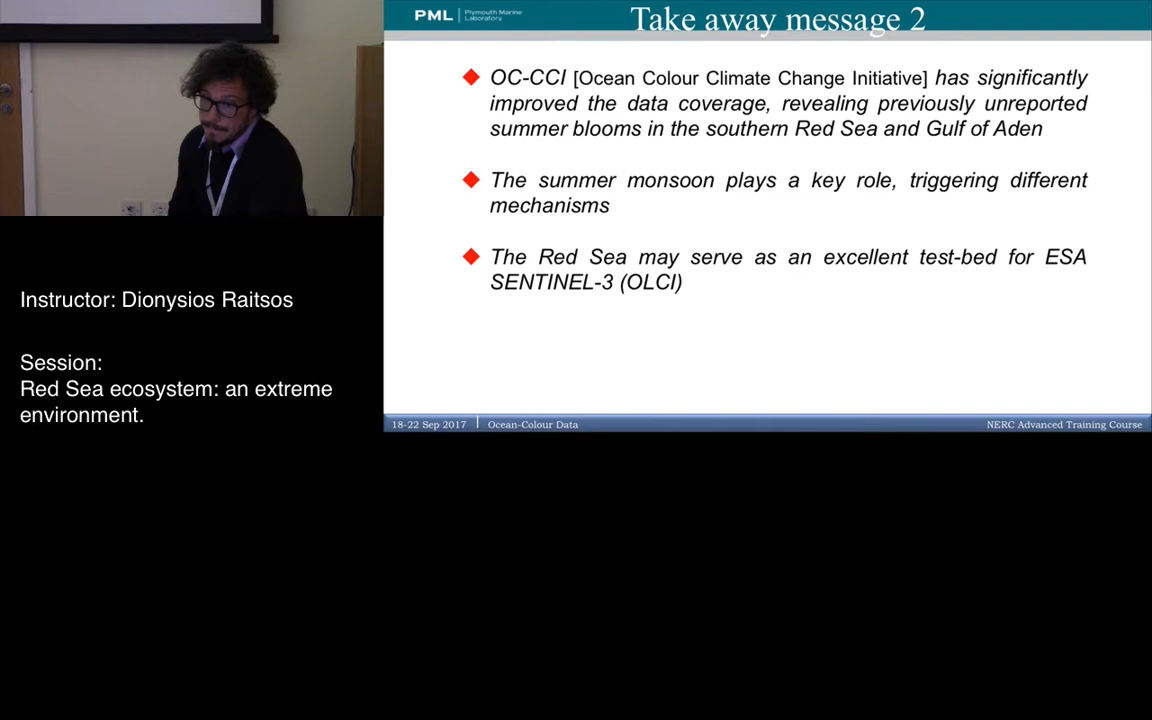 PML | Plymouth Marine
Laboratory
Take away message 2
OC-CCI [Ocean Colour Climate Change Initiative] has significantly
improved the data coverage, revealing previously unreported
summer blooms in the southern Red Sea and Gulf of Aden
The summer monsoon plays a key role, triggering different
mechanisms
The Red Sea may serve as an excellent test-bed for ESA
SENTINEL-3 (OLCI)
Instructor: Dionysios Raitsos
Session:
Red Sea ecosystem: an extreme
environment.
18-22 Sep 2017 | Ocean-Colour Data
NERC Advanced Training Course